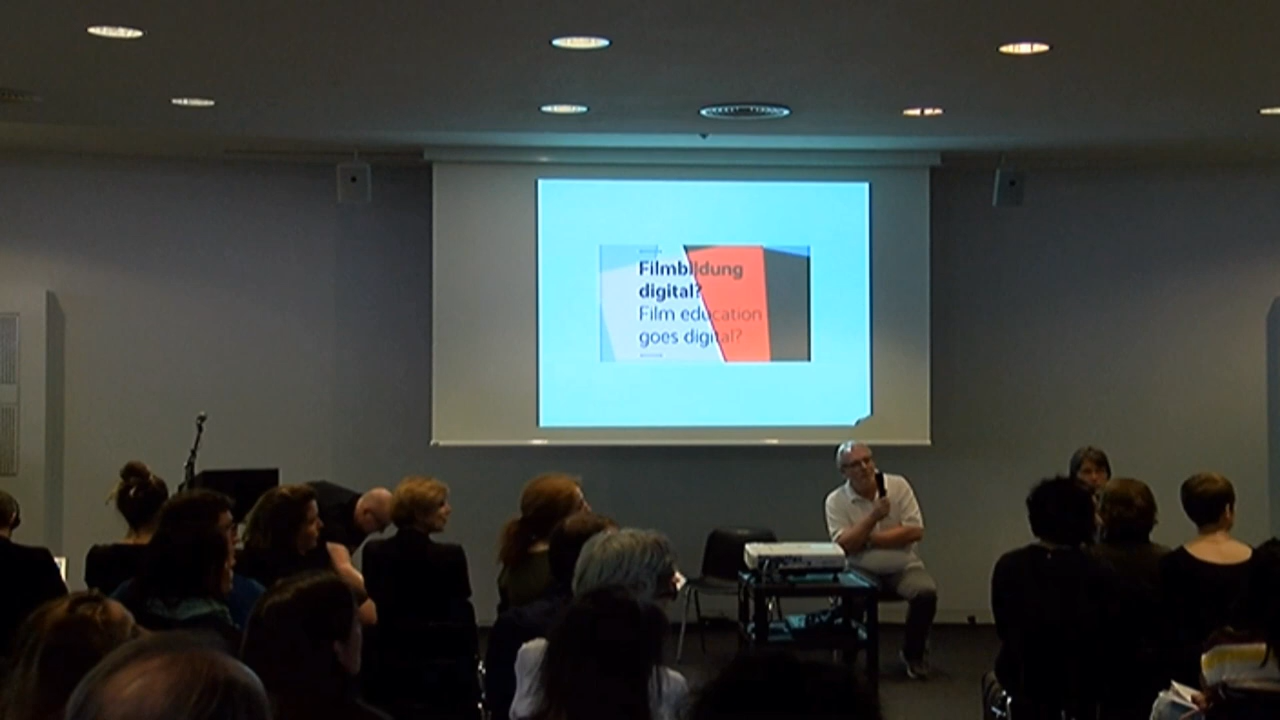 Filmbildung
digital?
Film education
goes digital?